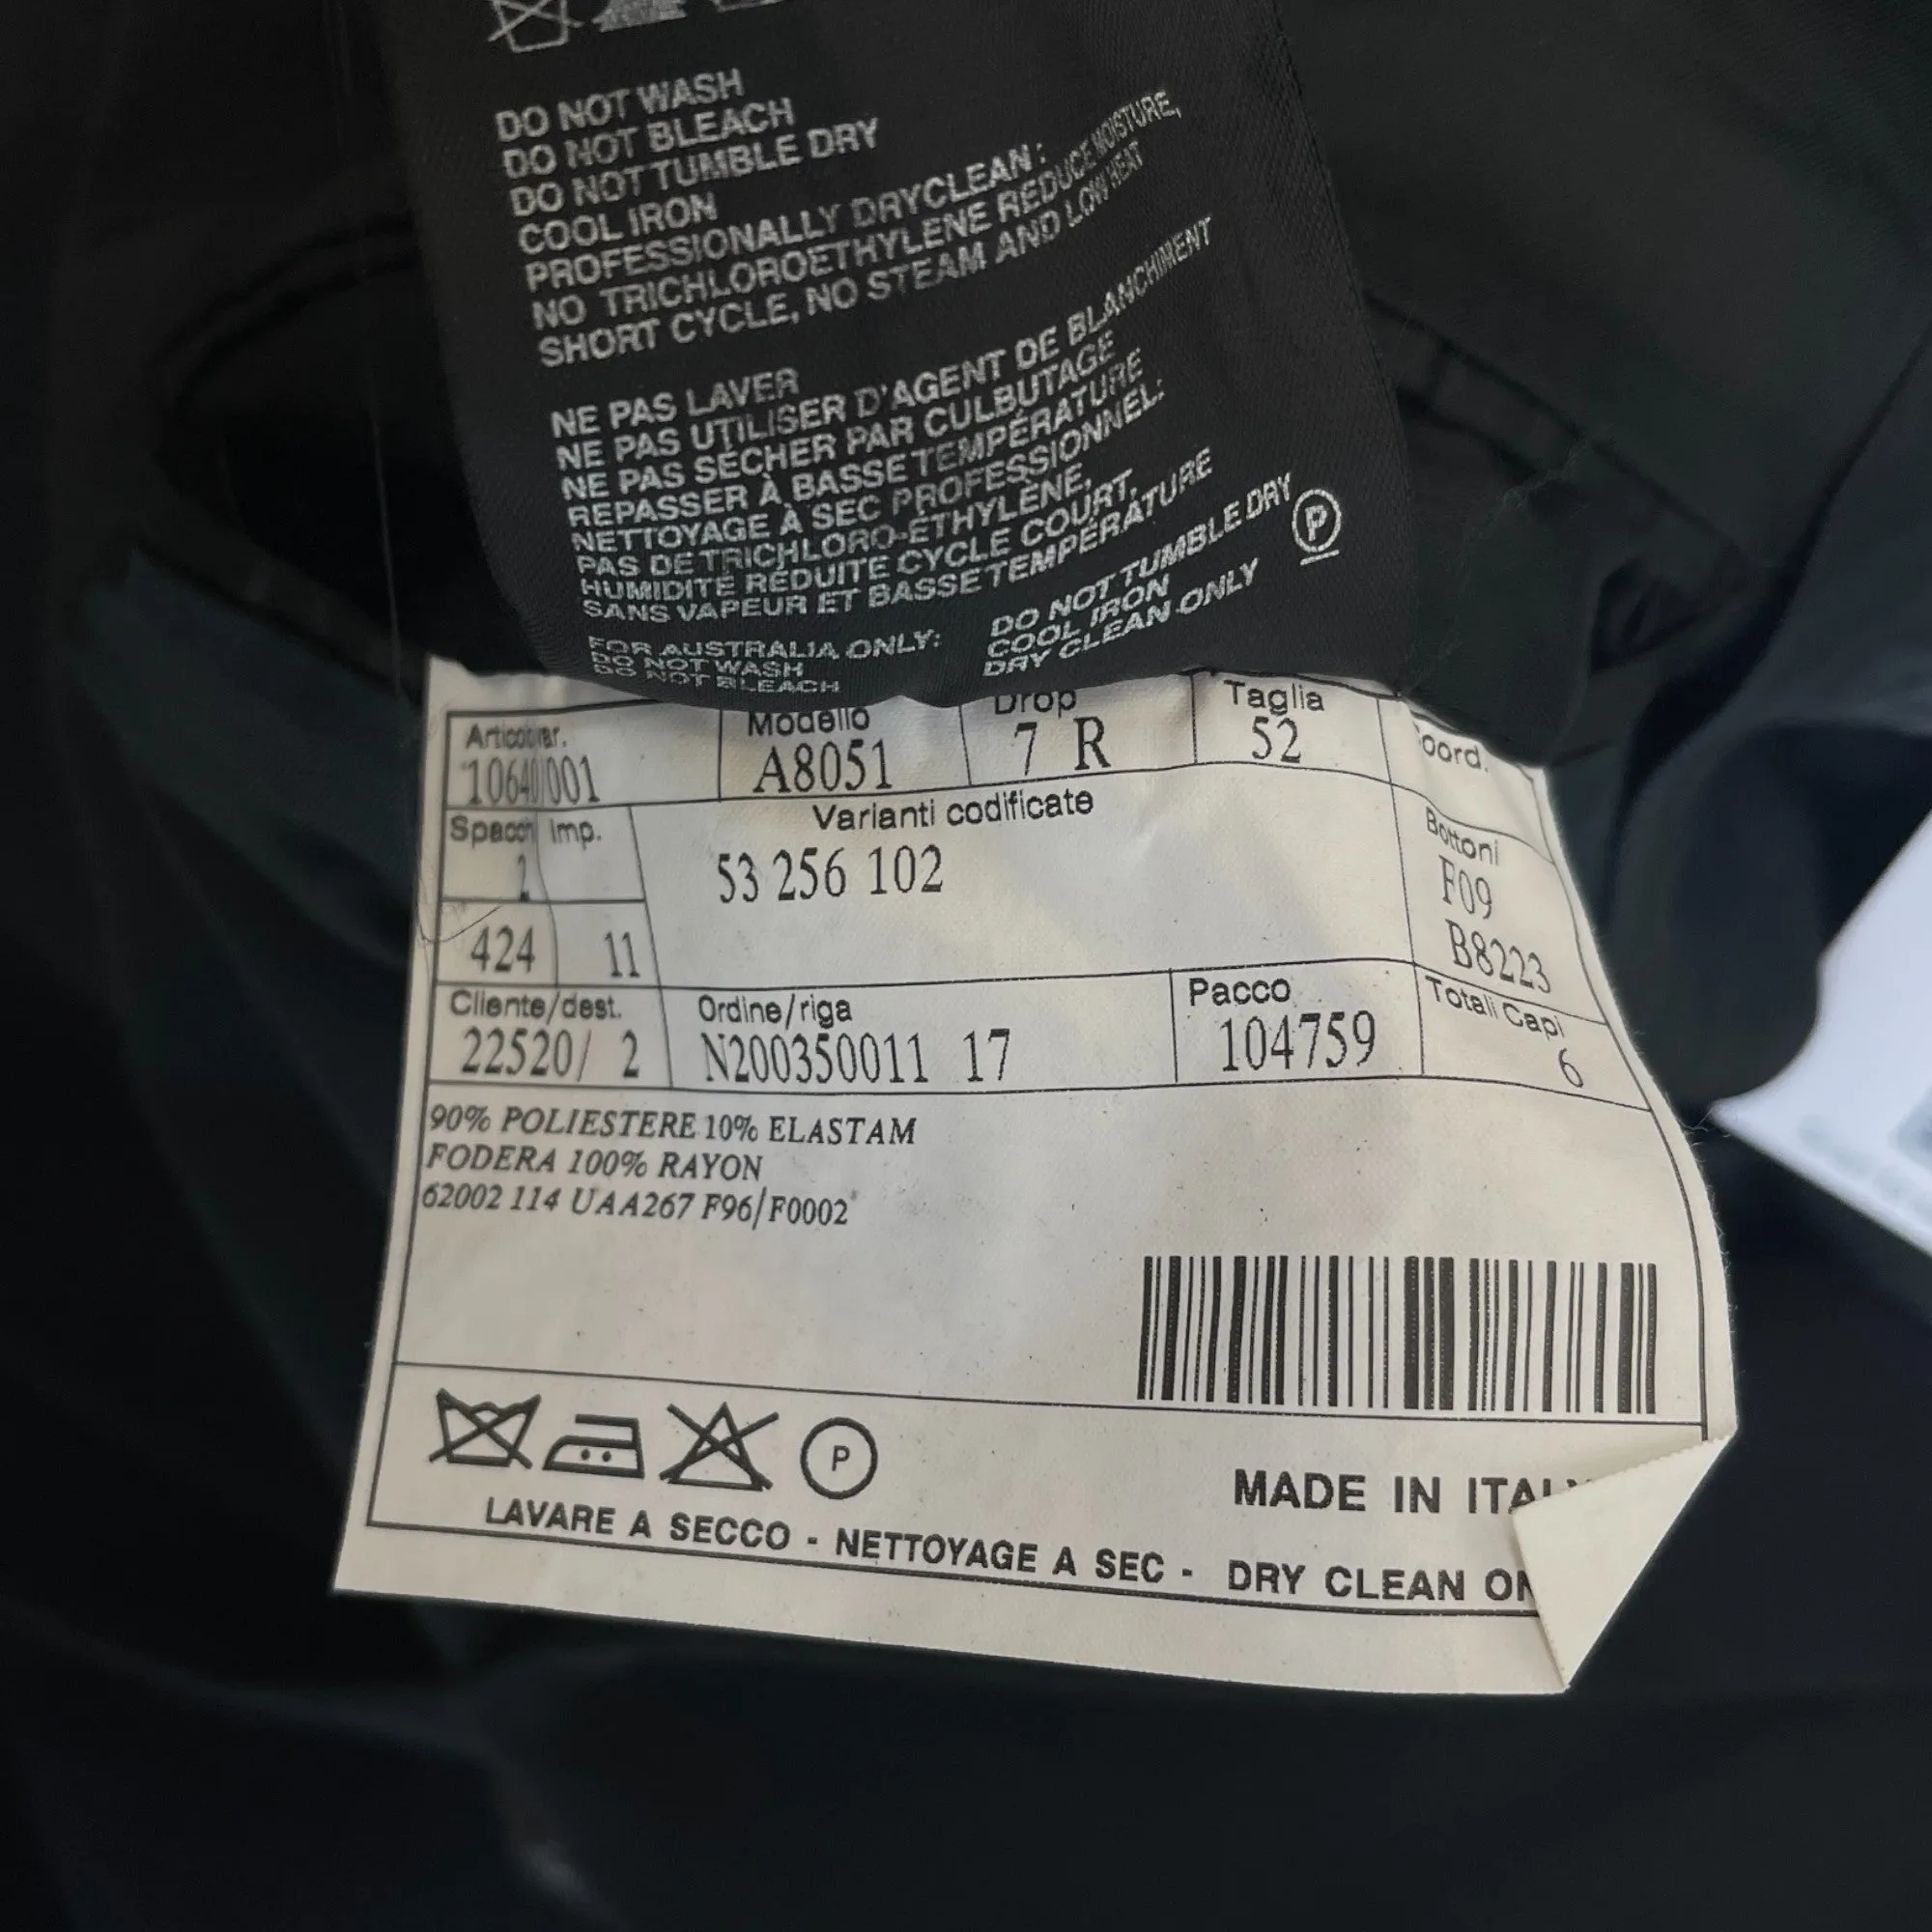 DO NOT WASH
DO NOT BLEACH
DO NOT TUMBLE DRY
COOL IRON
PROFESSIONALLY DRYCLEAN :
NO TRICHLOROETHYLENE REDUCE MOISTURE,
SHORT CYCLE, NO STEAM AND LOW HEAT
NE PAS LAVER
NE PAS UTILISER D'AGENT DE BLANCHIMENT
NE PAS SÉCHER PAR CULBUTAGE
REPASSER À BASSE TEMPÉRATURE
NETTOYAGE À SEC PROFESSIONNEL:
PAS DE TRICHLORO-ÉTHYLÈNE,
HUMIDITÉ RÉDUITE CYCLE COURT,
SANS VAPEUR ET BASSE TEMPÉRATURE
FOR AUSTRALIA ONLY:
DO NOT WASH
DO NOT BLEACH
DO NOT TUMBLE DRY
COOL IRON
DRY CLEAN ONLY
P
Modello Drop Taglia
10640/001 A8051 7 R 52
Imp. Varianti codificate Bottoni
53 256 102 F09
424 11 B8223
Cliente/dest. Ordine/riga Pacco Totali Capi
22520/ 2 N200350011 17 104759 6
90% POLIESTERE 10% ELASTAM
FODERA 100% RAYON
62002 114 UAA267 F96/F0002
P
MADE IN
LAVARE A SECCO - NETTOYAGE A SEC - DRY CLEAN